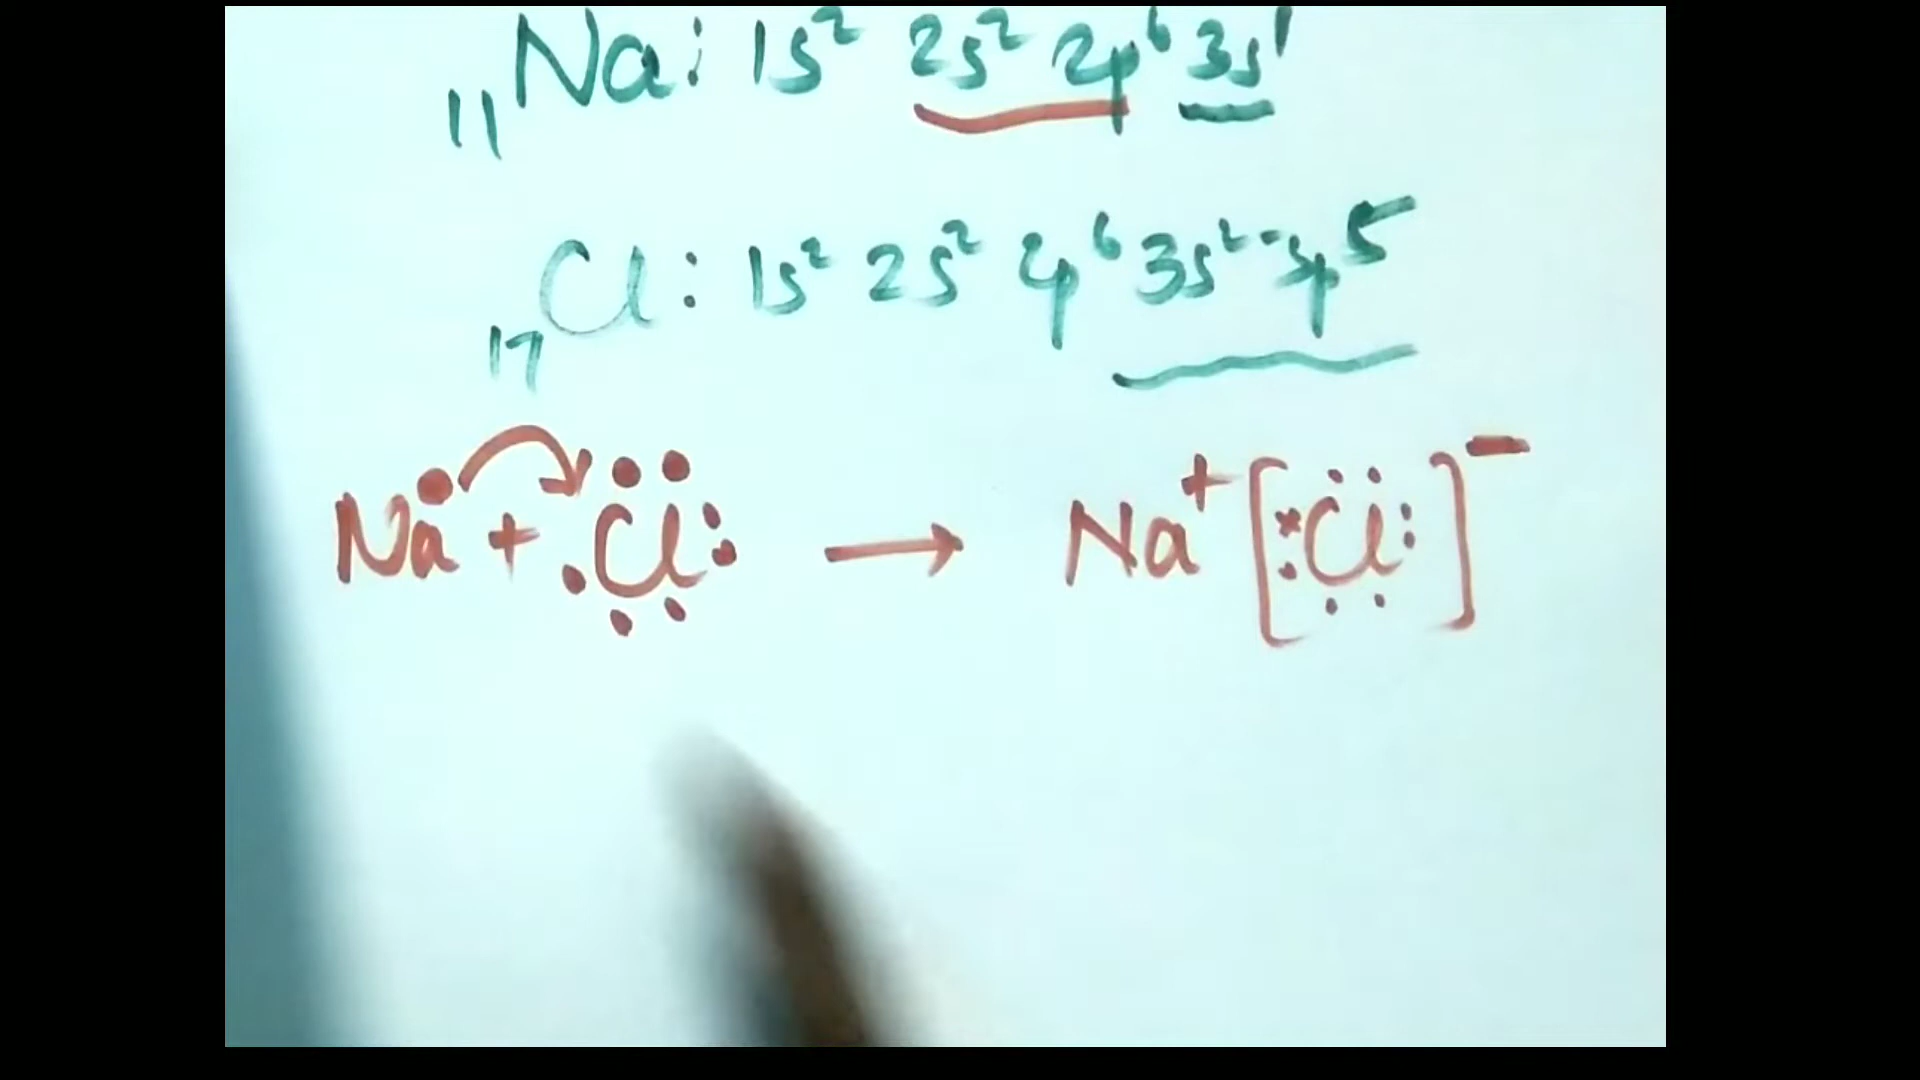 ₁₁Na: 1s² 2s² 2p⁶ 3s¹
₁₇Cl: 1s² 2s² 2p⁶ 3s² 3p⁵
Na• + •Cl: → Na⁺ [:Cl:]⁻